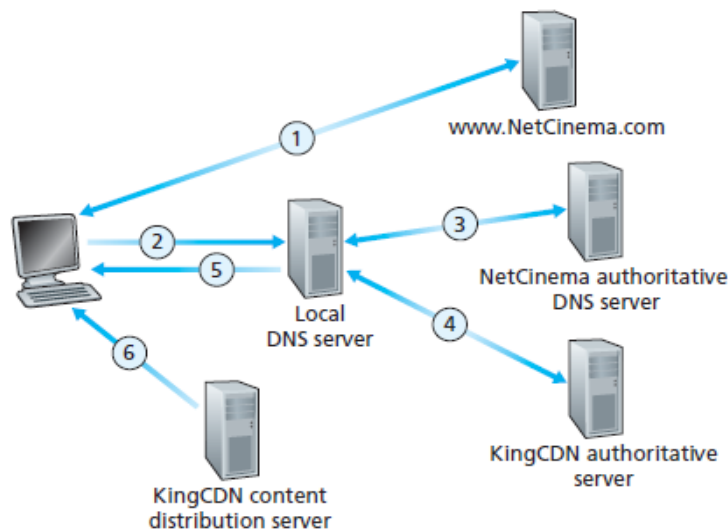 www.NetCinema.com
1
2
3
5
NetCinema authoritative
DNS server
Local
DNS server
4
6
KingCDN authoritative
server
KingCDN content
distribution server